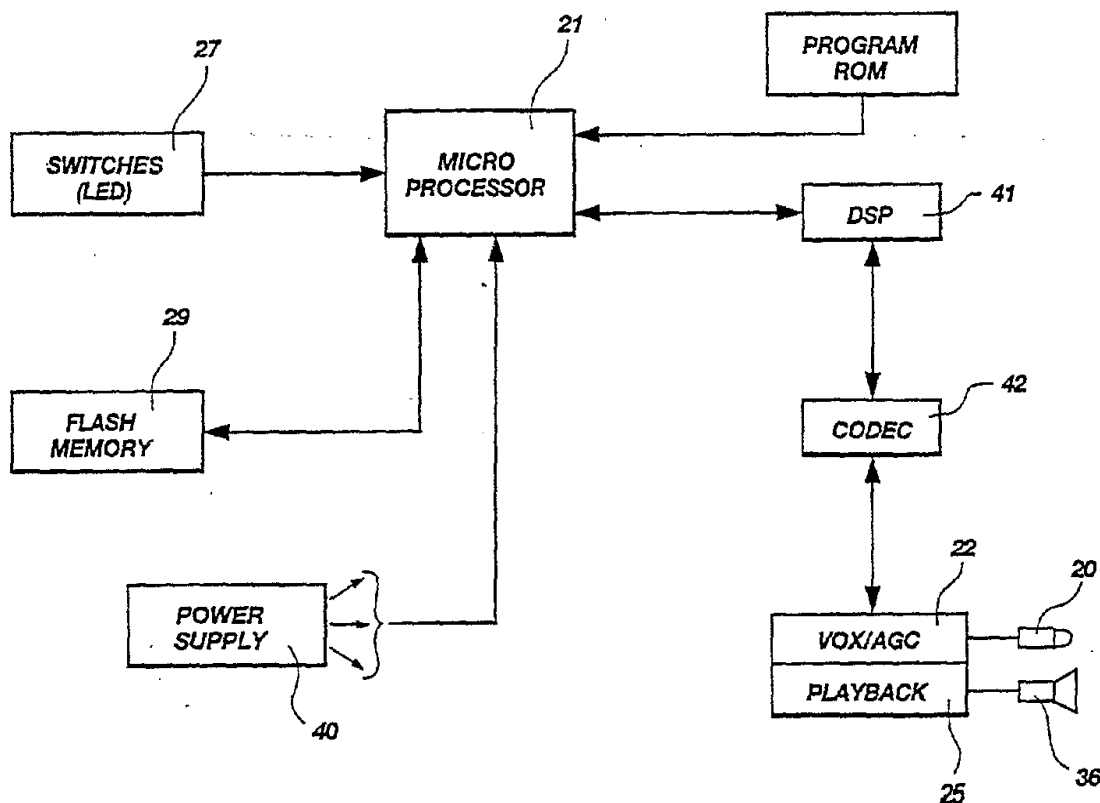 27
21
PROGRAM
ROM
SWITCHES
(LED)
MICRO
PROCESSOR
DSP
41
29
FLASH
MEMORY
42
CODEC
22
20
POWER
SUPPLY
VOX/AGC
PLAYBACK
40
25
36